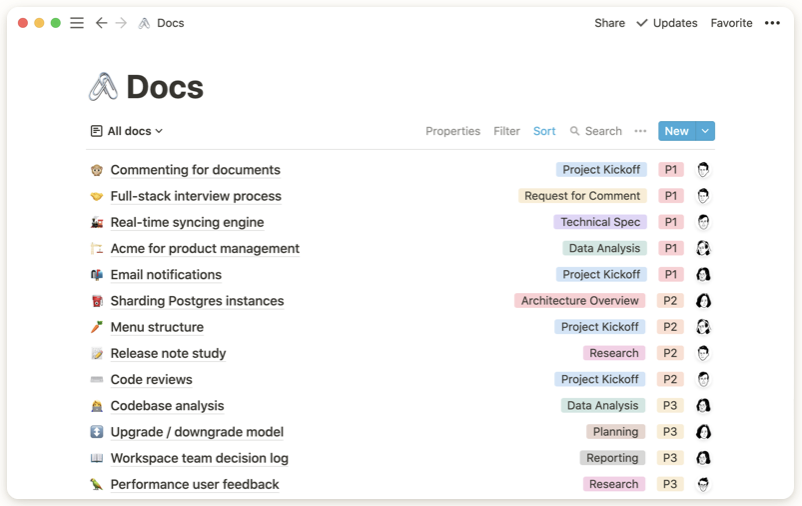 Docs
Share Updates Favorite
Docs
All docs Properties Filter Sort Search New
Commenting for documents Project Kickoff P1
Full-stack interview process Request for Comment P1
Real-time syncing engine Technical Spec P1
Acme for product management Data Analysis P1
Email notifications Project Kickoff P1
Sharding Postgres instances Architecture Overview P2
Menu structure Project Kickoff P2
Release note study Research P2
Code reviews Project Kickoff P2
Codebase analysis Data Analysis P3
Upgrade / downgrade model Planning P3
Workspace team decision log Reporting P3
Performance user feedback Research P3